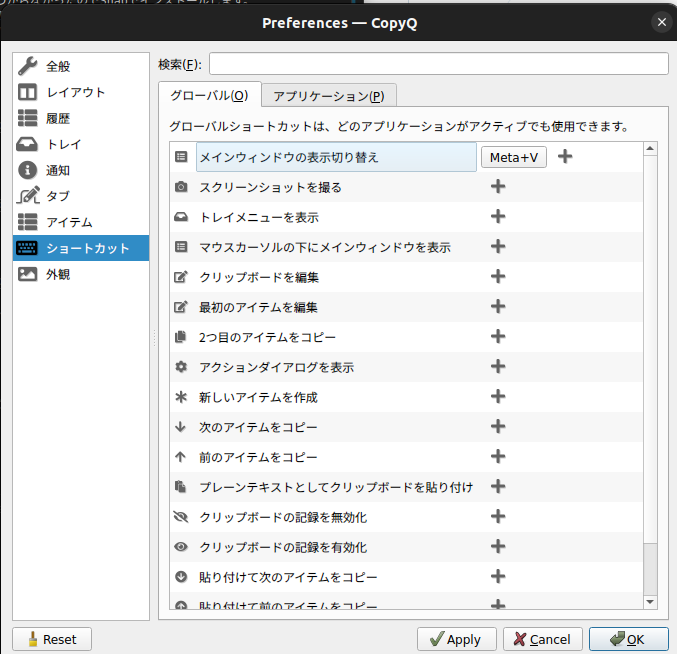 Preferences — CopyQ
全般
レイアウト
履歴
トレイ
通知
タブ
アイテム
ショートカット
外観
検索(F):
グローバル(O) アプリケーション(P)
グローバルショートカットは、どのアプリケーションがアクティブでも使用できます。
メインウィンドウの表示切り替え Meta+V
スクリーンショットを撮る
トレイメニューを表示
マウスカーソルの下にメインウィンドウを表示
クリップボードを編集
最初のアイテムを編集
2つ目のアイテムをコピー
アクションダイアログを表示
新しいアイテムを作成
次のアイテムをコピー
前のアイテムをコピー
プレーンテキストとしてクリップボードを貼り付け
クリップボードの記録を無効化
クリップボードの記録を有効化
貼り付けて次のアイテムをコピー
貼り付けて前のアイテムをコピー
Reset Apply Cancel OK